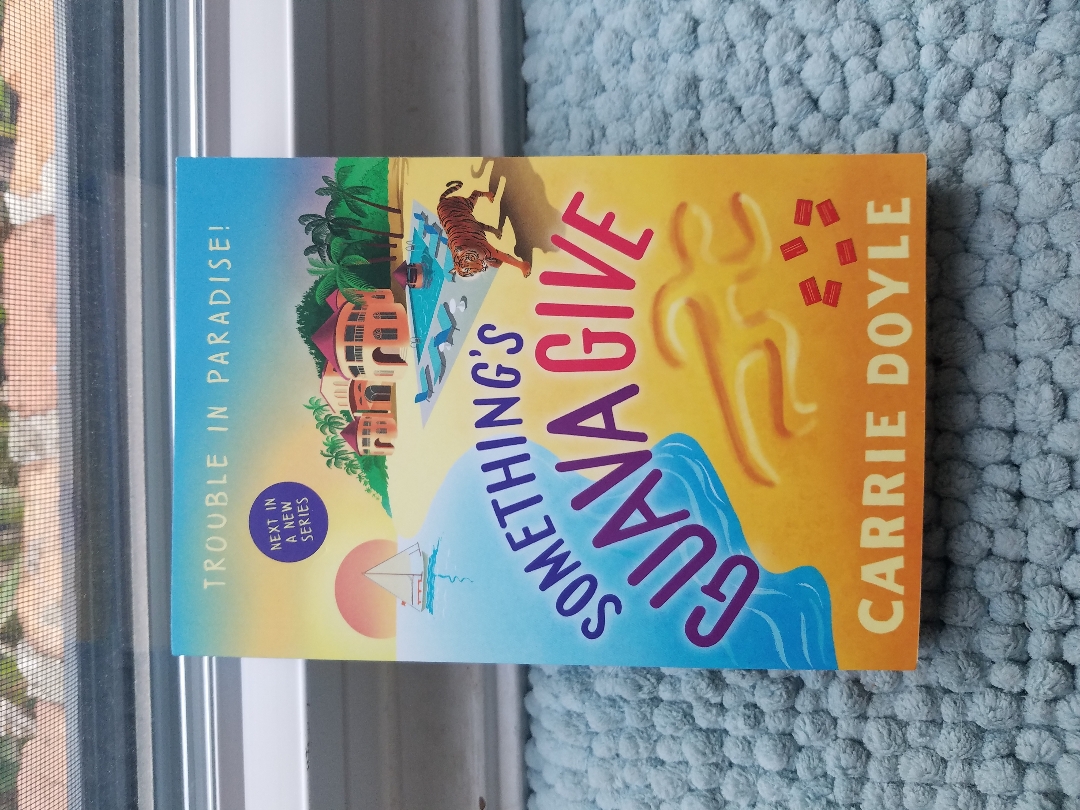 TROUBLE IN PARADISE!
NEXT IN
A NEW
SERIES
SOMETHING'S
GUAVA GIVE
CARRIE DOYLE